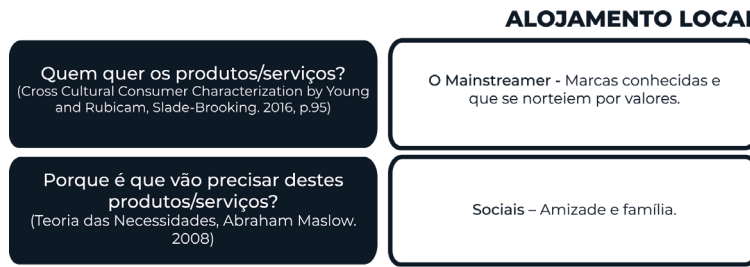 ALOJAMENTO LOCAL
Quem quer os produtos/serviços?
(Cross Cultural Consumer Characterization by Young
and Rubicam, Slade-Brooking. 2016, p.95)
O Mainstreamer - Marcas conhecidas e
que se norteiem por valores.
Porque é que vão precisar destes
produtos/serviços?
(Teoria das Necessidades, Abraham Maslow.
2008)
Sociais – Amizade e família.